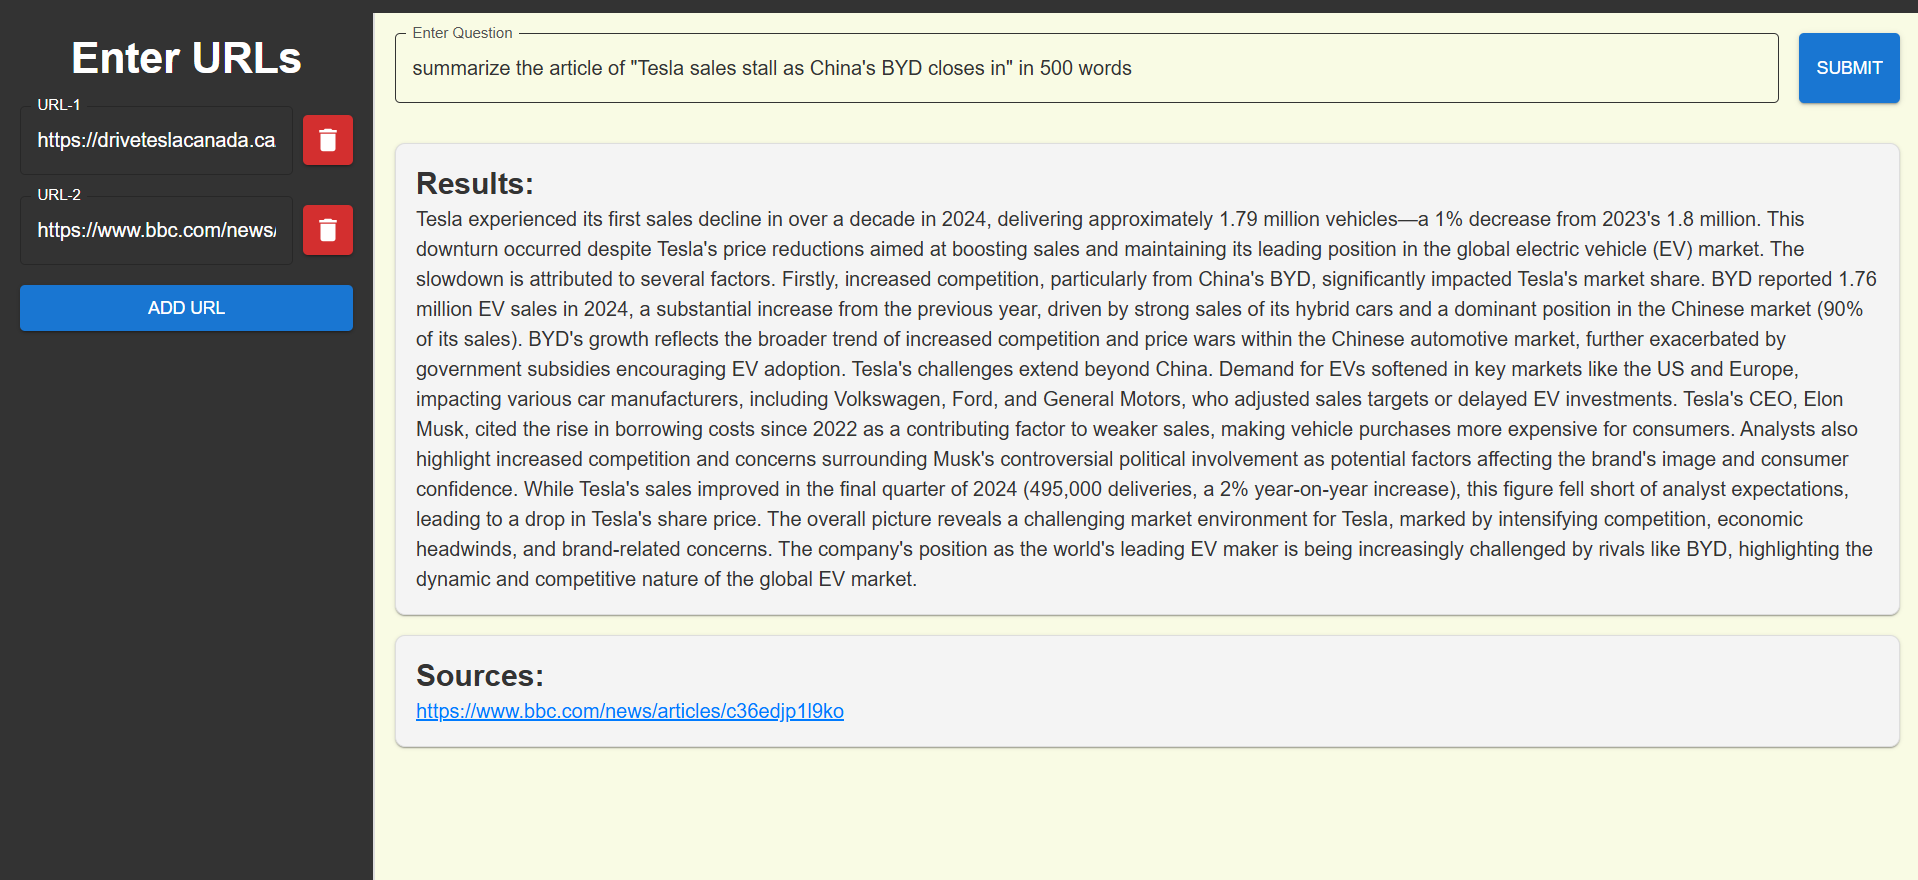 Enter URLs
URL-1
https://driveteslacanada.ca
URL-2
https://www.bbc.com/news/
ADD URL
Enter Question
summarize the article of "Tesla sales stall as China's BYD closes in" in 500 words
SUBMIT
Results:
Tesla experienced its first sales decline in over a decade in 2024, delivering approximately 1.79 million vehicles—a 1% decrease from 2023's 1.8 million. This
downturn occurred despite Tesla's price reductions aimed at boosting sales and maintaining its leading position in the global electric vehicle (EV) market. The
slowdown is attributed to several factors. Firstly, increased competition, particularly from China's BYD, significantly impacted Tesla's market share. BYD reported 1.76
million EV sales in 2024, a substantial increase from the previous year, driven by strong sales of its hybrid cars and a dominant position in the Chinese market (90%
of its sales). BYD's growth reflects the broader trend of increased competition and price wars within the Chinese automotive market, further exacerbated by
government subsidies encouraging EV adoption. Tesla's challenges extend beyond China. Demand for EVs softened in key markets like the US and Europe,
impacting various car manufacturers, including Volkswagen, Ford, and General Motors, who adjusted sales targets or delayed EV investments. Tesla's CEO, Elon
Musk, cited the rise in borrowing costs since 2022 as a contributing factor to weaker sales, making vehicle purchases more expensive for consumers. Analysts also
highlight increased competition and concerns surrounding Musk's controversial political involvement as potential factors affecting the brand's image and consumer
confidence. While Tesla's sales improved in the final quarter of 2024 (495,000 deliveries, a 2% year-on-year increase), this figure fell short of analyst expectations,
leading to a drop in Tesla's share price. The overall picture reveals a challenging market environment for Tesla, marked by intensifying competition, economic
headwinds, and brand-related concerns. The company's position as the world's leading EV maker is being increasingly challenged by rivals like BYD, highlighting the
dynamic and competitive nature of the global EV market.
Sources:
https://www.bbc.com/news/articles/c36edjp1l9ko